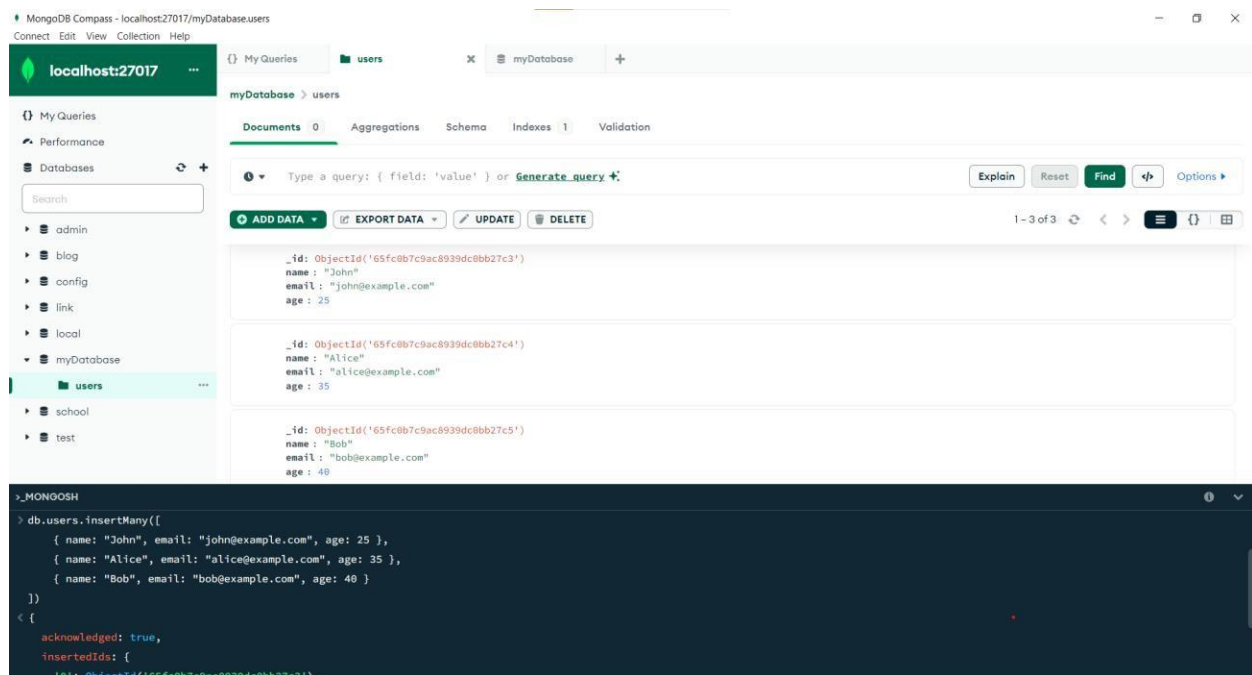 MongoDB Compass - localhost:27017/myDatabase.users
Connect Edit View Collection Help
localhost:27017 ...
{} My Queries
users
myDatabase
myDatabase > users
{} My Queries
Performance
Databases
Search
admin
blog
config
link
local
myDatabase
users ...
school
test
Documents 0 Aggregations Schema Indexes 1 Validation
Type a query: { field: 'value' } or Generate query
Explain Reset Find </> Options
ADD DATA EXPORT DATA UPDATE DELETE
1 – 3 of 3 {}
_id: ObjectId('65fc0b7c9ac8939dc0bb27c3')
name : "John"
email : "john@example.com"
age : 25
_id: ObjectId('65fc0b7c9ac8939dc0bb27c4')
name : "Alice"
email : "alice@example.com"
age : 35
_id: ObjectId('65fc0b7c9ac8939dc0bb27c5')
name : "Bob"
email : "bob@example.com"
age : 40
>_MONGOSH
> db.users.insertMany([
{ name: "John", email: "john@example.com", age: 25 },
{ name: "Alice", email: "alice@example.com", age: 35 },
{ name: "Bob", email: "bob@example.com", age: 40 }
])
< {
acknowledged: true,
insertedIds: {